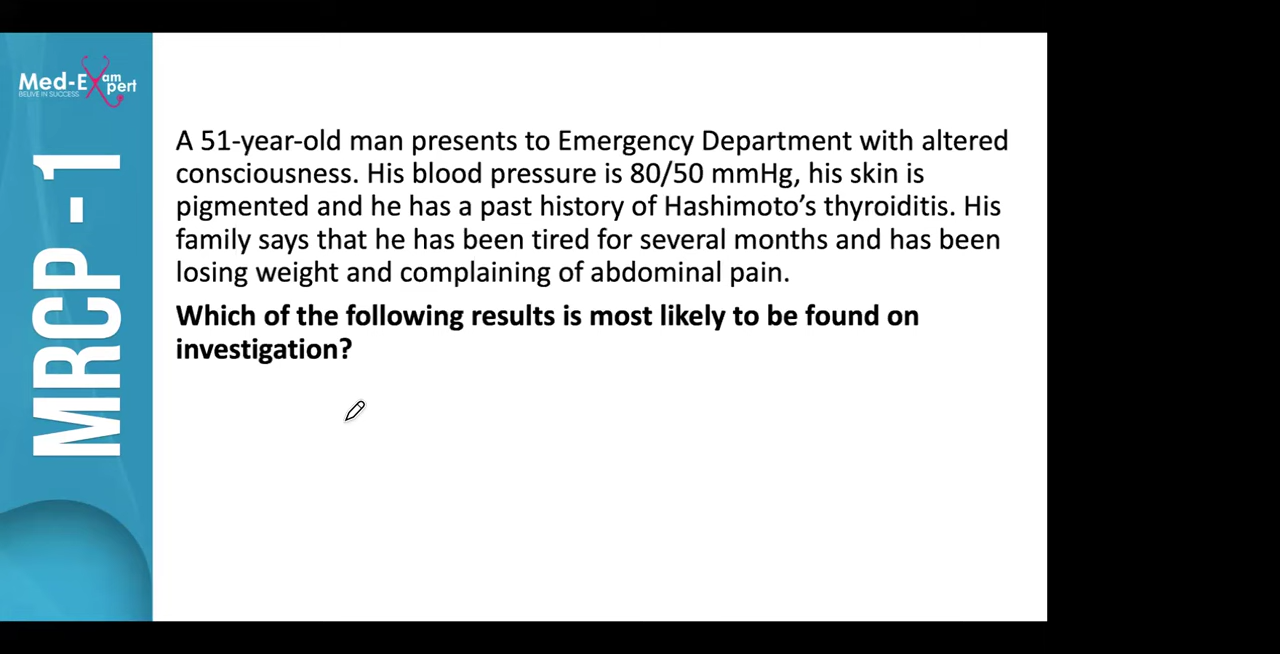 Med-Exam
pert
BELIVE IN SUCCESS
MRCP - 1
A 51-year-old man presents to Emergency Department with altered
consciousness. His blood pressure is 80/50 mmHg, his skin is
pigmented and he has a past history of Hashimoto’s thyroiditis. His
family says that he has been tired for several months and has been
losing weight and complaining of abdominal pain.
Which of the following results is most likely to be found on
investigation?